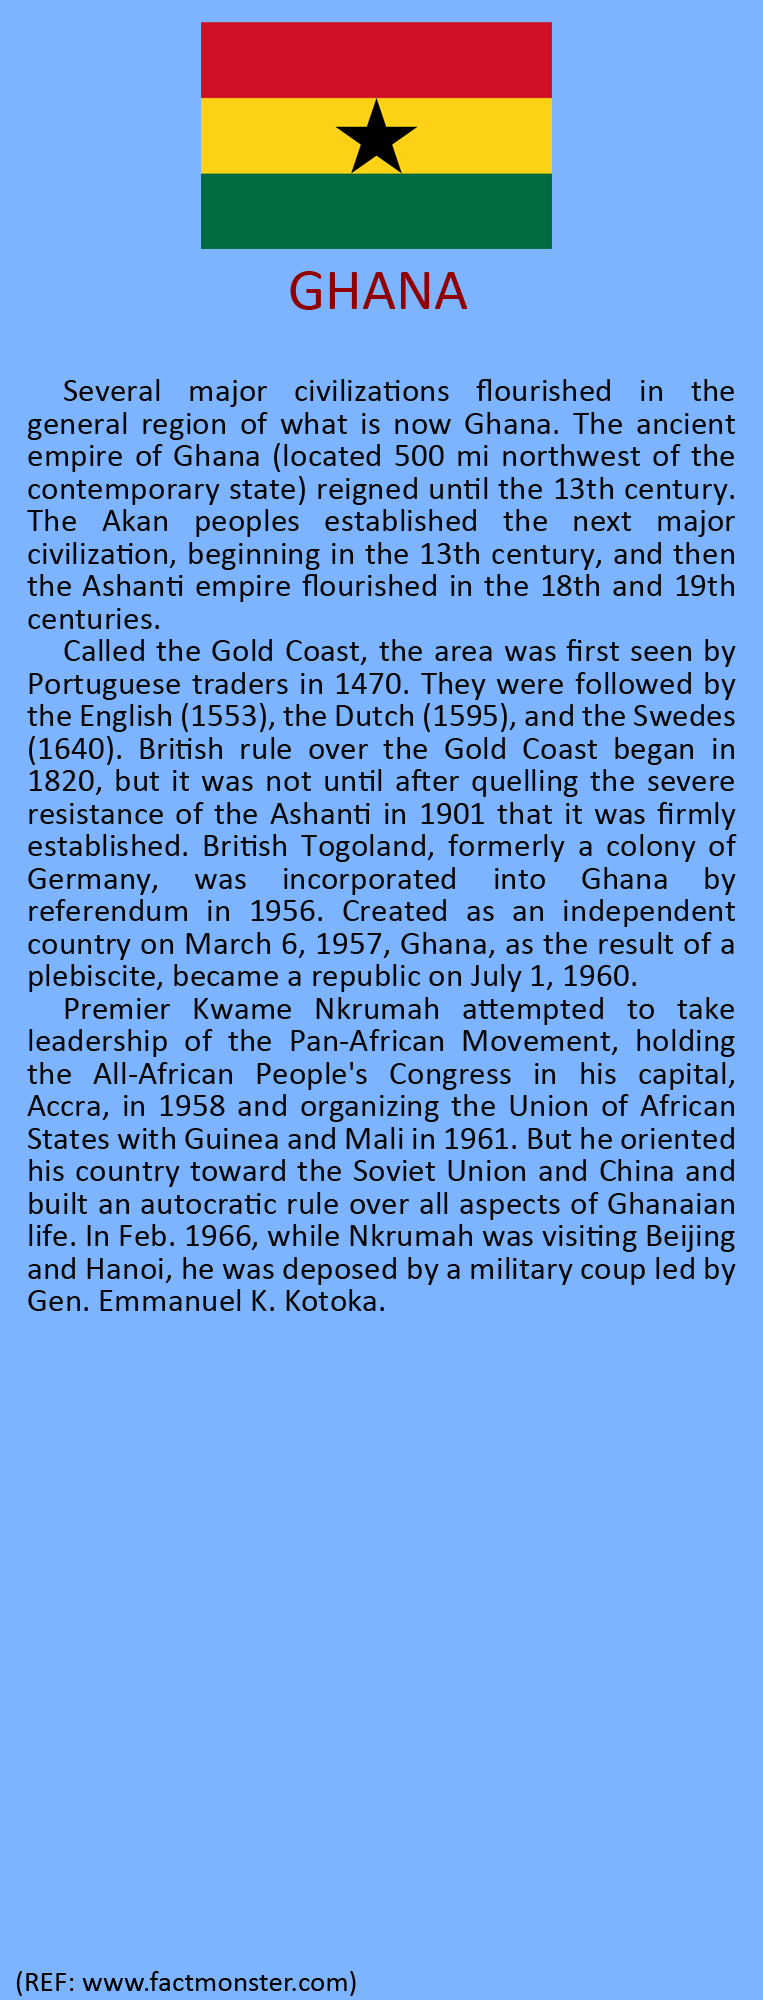 GHANA
Several major civilizations flourished in the
general region of what is now Ghana. The ancient
empire of Ghana (located 500 mi northwest of the
contemporary state) reigned until the 13th century.
The Akan peoples established the next major
civilization, beginning in the 13th century, and then
the Ashanti empire flourished in the 18th and 19th
centuries.
Called the Gold Coast, the area was first seen by
Portuguese traders in 1470. They were followed by
the English (1553), the Dutch (1595), and the Swedes
(1640). British rule over the Gold Coast began in
1820, but it was not until after quelling the severe
resistance of the Ashanti in 1901 that it was firmly
established. British Togoland, formerly a colony of
Germany, was incorporated into Ghana by
referendum in 1956. Created as an independent
country on March 6, 1957, Ghana, as the result of a
plebiscite, became a republic on July 1, 1960.
Premier Kwame Nkrumah attempted to take
leadership of the Pan-African Movement, holding
the All-African People's Congress in his capital,
Accra, in 1958 and organizing the Union of African
States with Guinea and Mali in 1961. But he oriented
his country toward the Soviet Union and China and
built an autocratic rule over all aspects of Ghanaian
life. In Feb. 1966, while Nkrumah was visiting Beijing
and Hanoi, he was deposed by a military coup led by
Gen. Emmanuel K. Kotoka.
(REF: www.factmonster.com)